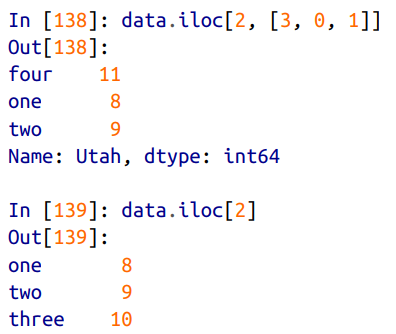 In [138]: data.iloc[2, [3, 0, 1]]
Out[138]:
four    11
one      8
two      9
Name: Utah, dtype: int64

In [139]: data.iloc[2]
Out[139]:
one       8
two       9
three    10